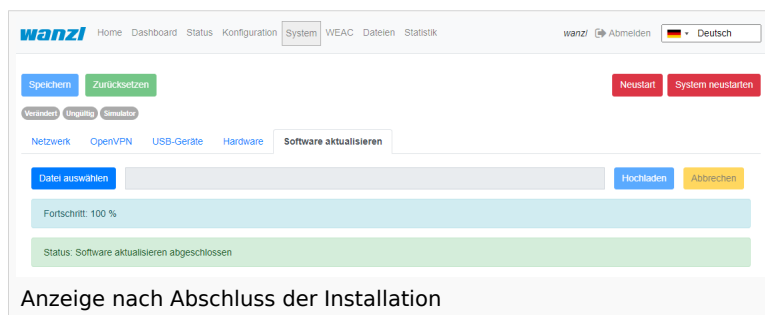 wanzl Home Dashboard Status Konfiguration System WEAC Dateien Statistik wanzl Abmelden Deutsch
Speichern Zurücksetzen Neustart System neustarten
Verändert Ungültig Simulator
Netzwerk OpenVPN USB-Geräte Hardware Software aktualisieren
Datei auswählen Hochladen Abbrechen
Fortschritt: 100 %
Status: Software aktualisieren abgeschlossen
Anzeige nach Abschluss der Installation